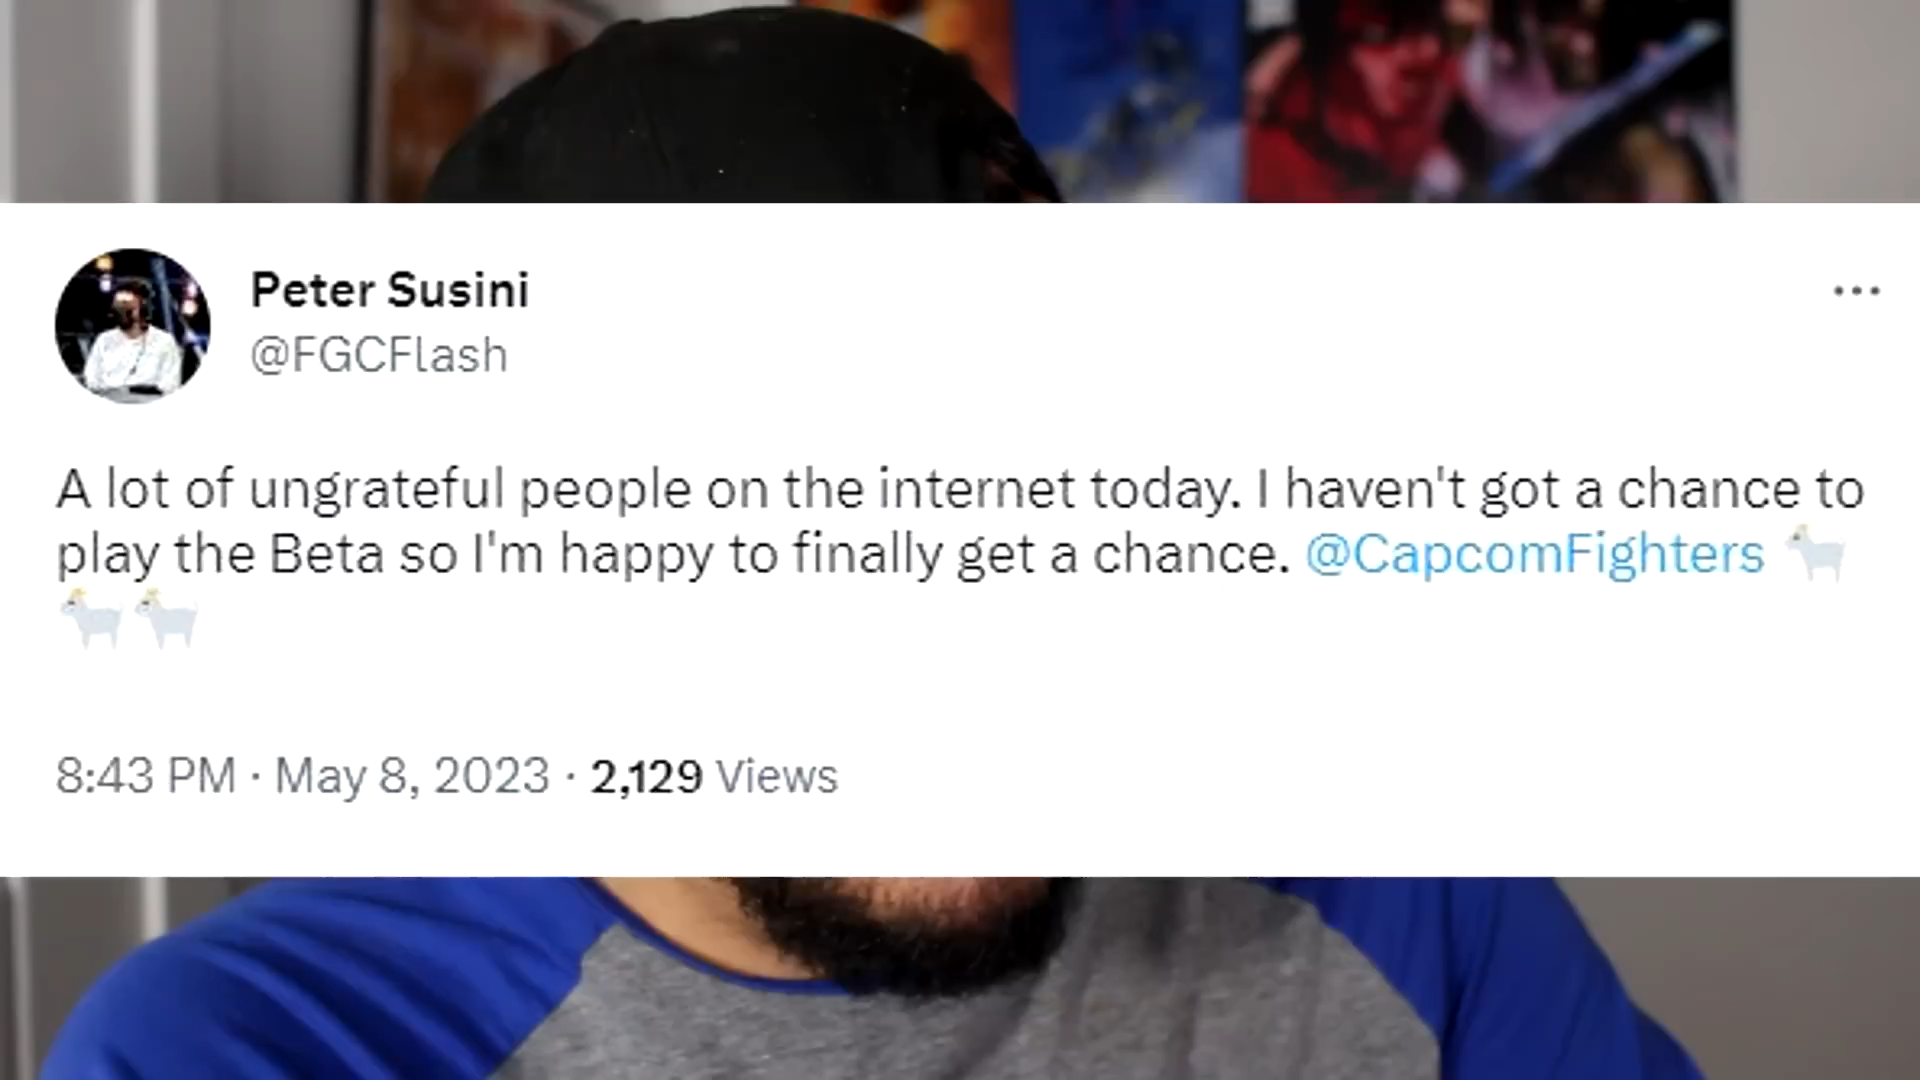 Peter Susini
@FGCFlash
A lot of ungrateful people on the internet today. I haven't got a chance to
play the Beta so I'm happy to finally get a chance. @CapcomFighters 🐐
🐐🐐
8:43 PM · May 8, 2023 · 2,129 Views